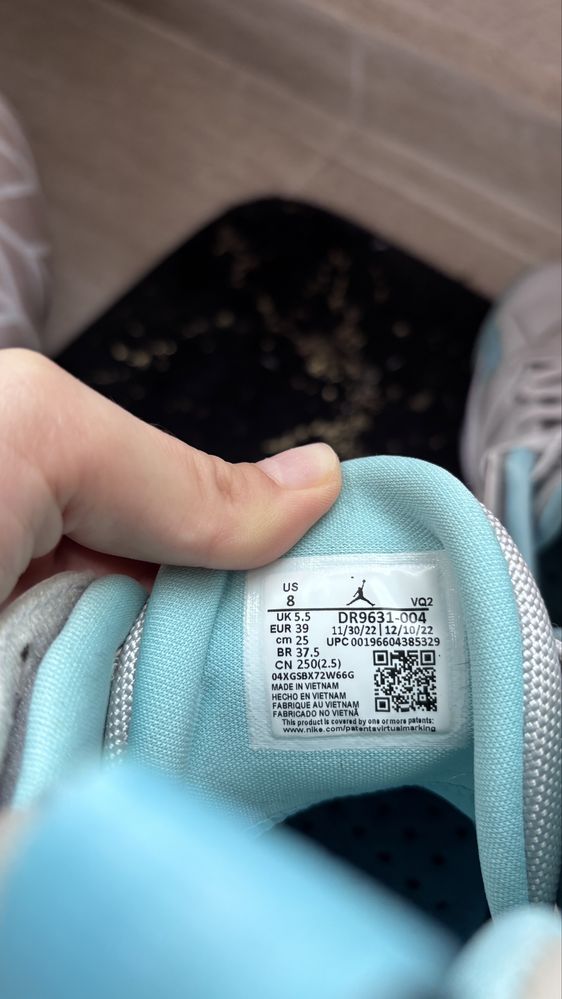 US
8
VQ2
UK 5.5 DR9631-004
EUR 39 11/30/22 | 12/10/22
cm 25 UPC 00196604385329
BR 37.5
CN 250(2.5)
04XGSBX72W66G
MADE IN VIETNAM
HECHO EN VIETNAM
FABRIQUE AU VIETNAM
FABRICADO NO VIETNÃ
This product is covered by one or more patents:
www.nike.com/patentsvirtualmarking